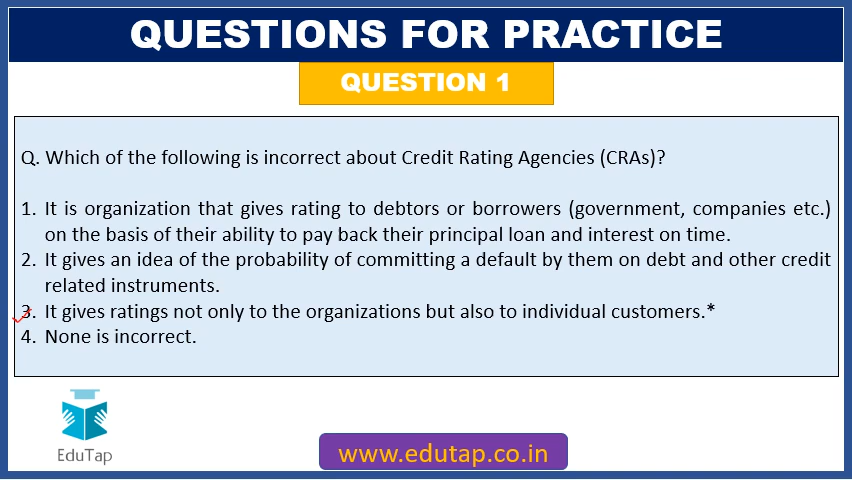 QUESTIONS FOR PRACTICE
QUESTION 1
Q. Which of the following is incorrect about Credit Rating Agencies (CRAs)?
1. It is organization that gives rating to debtors or borrowers (government, companies etc.)
on the basis of their ability to pay back their principal loan and interest on time.
2. It gives an idea of the probability of committing a default by them on debt and other credit
related instruments.
3. It gives ratings not only to the organizations but also to individual customers.*
4. None is incorrect.
EduTap
www.edutap.co.in